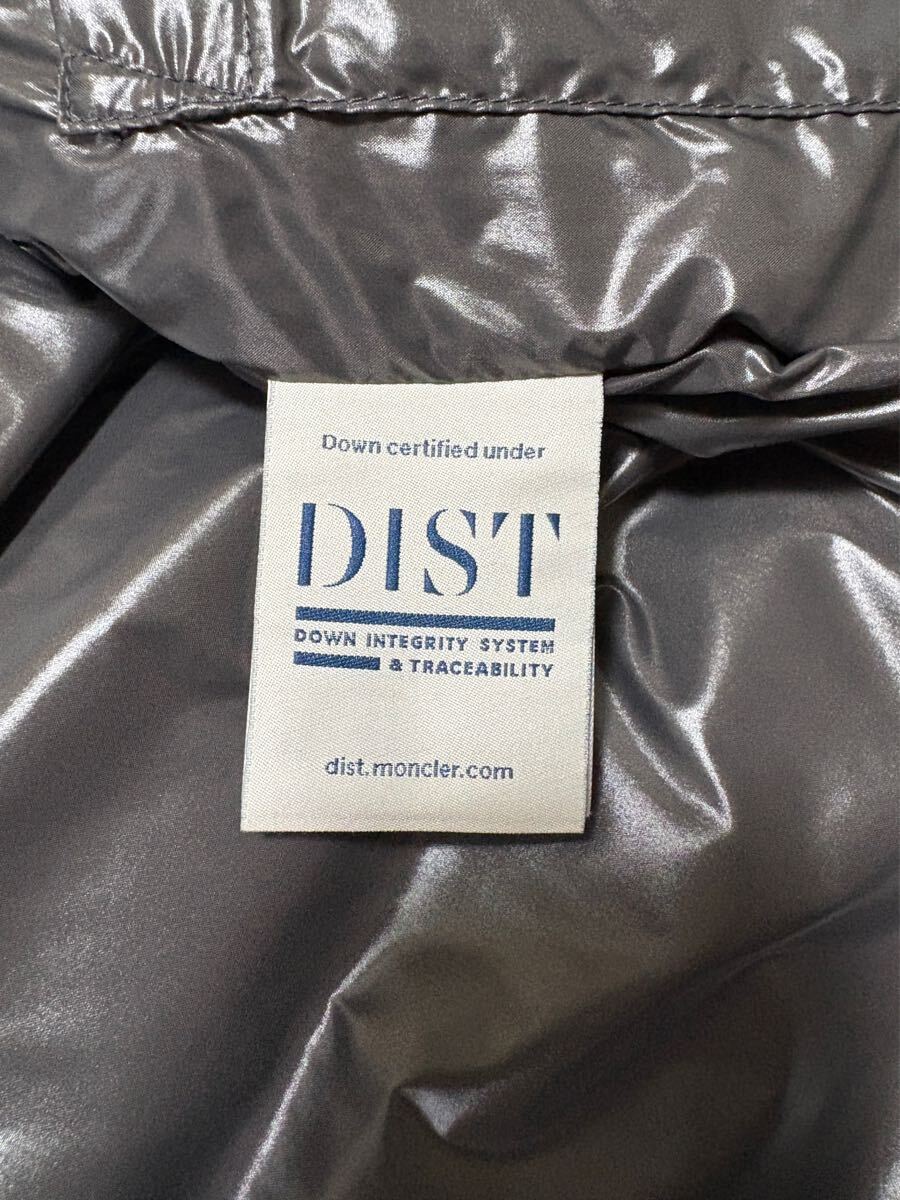 Down certified under
DIST
DOWN INTEGRITY SYSTEM
& TRACEABILITY
dist.moncler.com